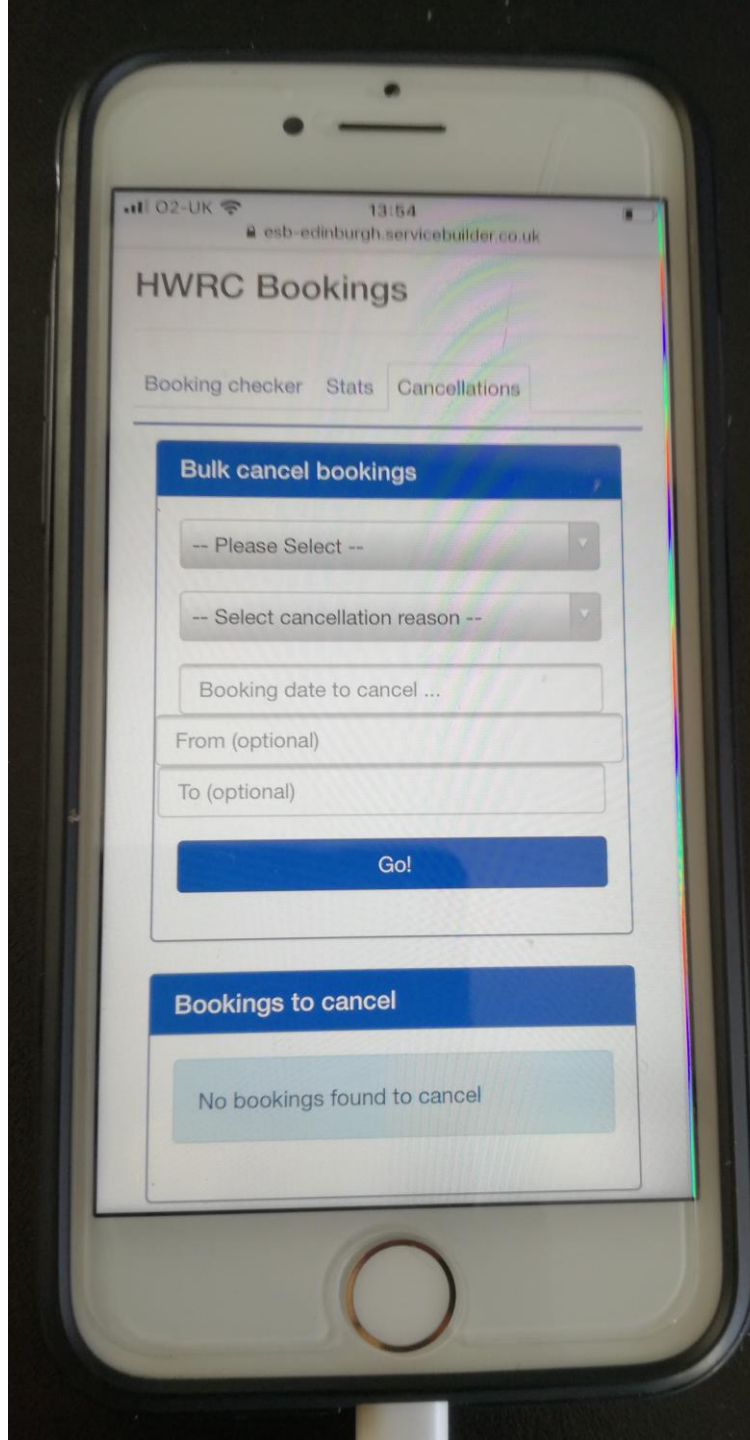 O2-UK
13:54
esb-edinburgh.servicebuilder.co.uk
HWRC Bookings
Booking checker Stats Cancellations
Bulk cancel bookings
-- Please Select --
-- Select cancellation reason --
Booking date to cancel ...
From (optional)
To (optional)
Go!
Bookings to cancel
No bookings found to cancel